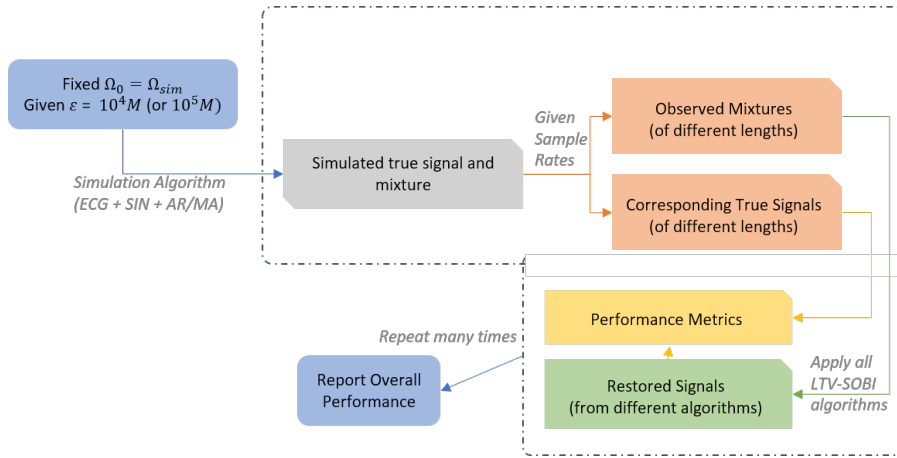 Fixed Ω₀ = Ωₛᵢₘ
Given ε = 10⁴M (or 10⁵M)
Simulation Algorithm
(ECG + SIN + AR/MA)
Simulated true signal and
mixture
Given
Sample
Rates
Observed Mixtures
(of different lengths)
Corresponding True Signals
(of different lengths)
Performance Metrics
Repeat many times
Report Overall
Performance
Restored Signals
(from different algorithms)
Apply all
LTV-SOBI
algorithms